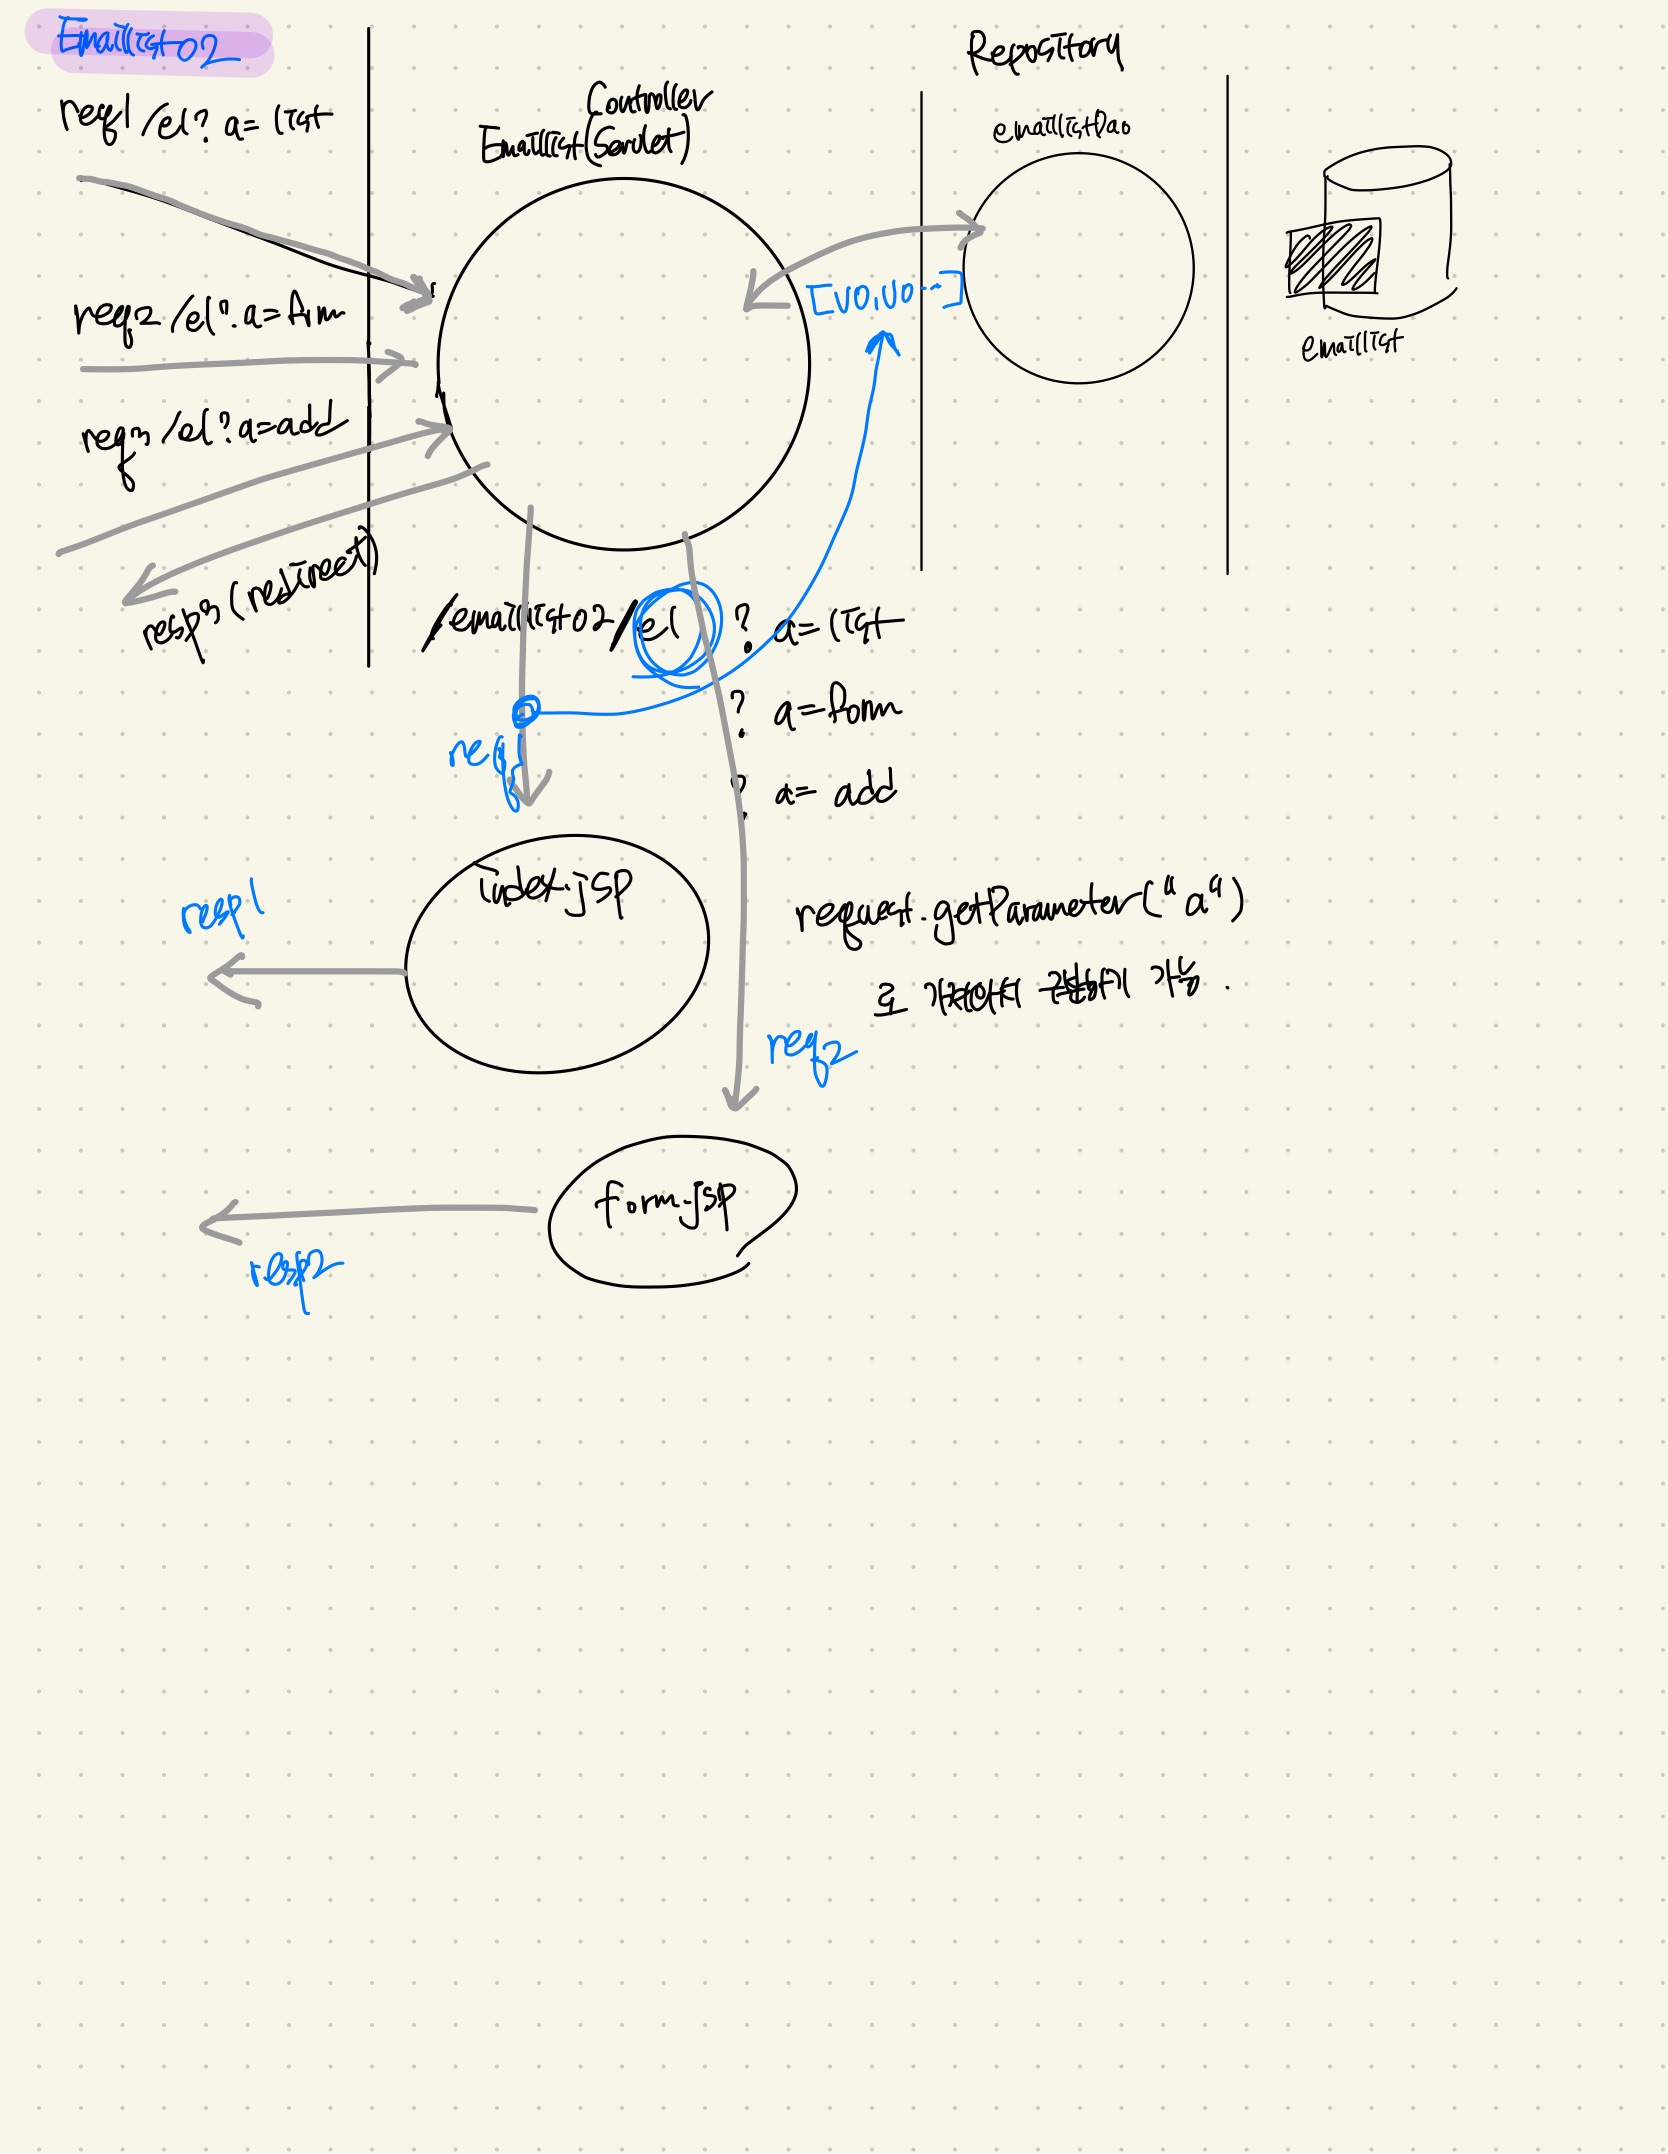 Emaillist02
req1 /el? a= list
Controller
Emaillist(Servlet)
Repository
emaillistDao
req2 /el?. a=form
[vo, vo --]
emaillist
req3 /el? a=add
resp3 (redirect)
/emaillist02/el ? a= list
? a=form
? a= add
req1
index.jsp
resp1
request.getParameter("a")
로 가져와서 구분하기 가능.
req2
form.jsp
resp2